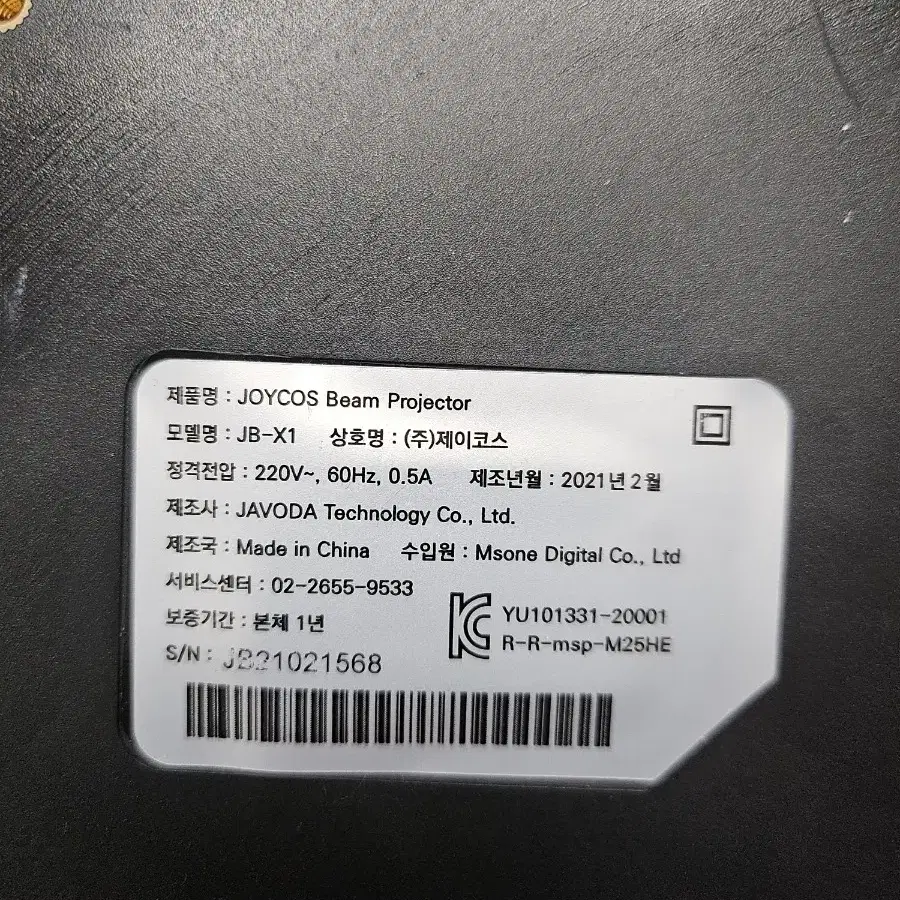 제품명 : JOYCOS Beam Projector
모델명 : JB-X1 상호명 : (주)제이코스
정격전압 : 220V~, 60Hz, 0.5A 제조년월 : 2021년 2월
제조사 : JAVODA Technology Co., Ltd.
제조국 : Made in China 수입원 : Msone Digital Co., Ltd
서비스센터 : 02-2655-9533
보증기간 : 본체 1년
YU101331-20001
R-R-msp-M25HE
S/N : JB21021568